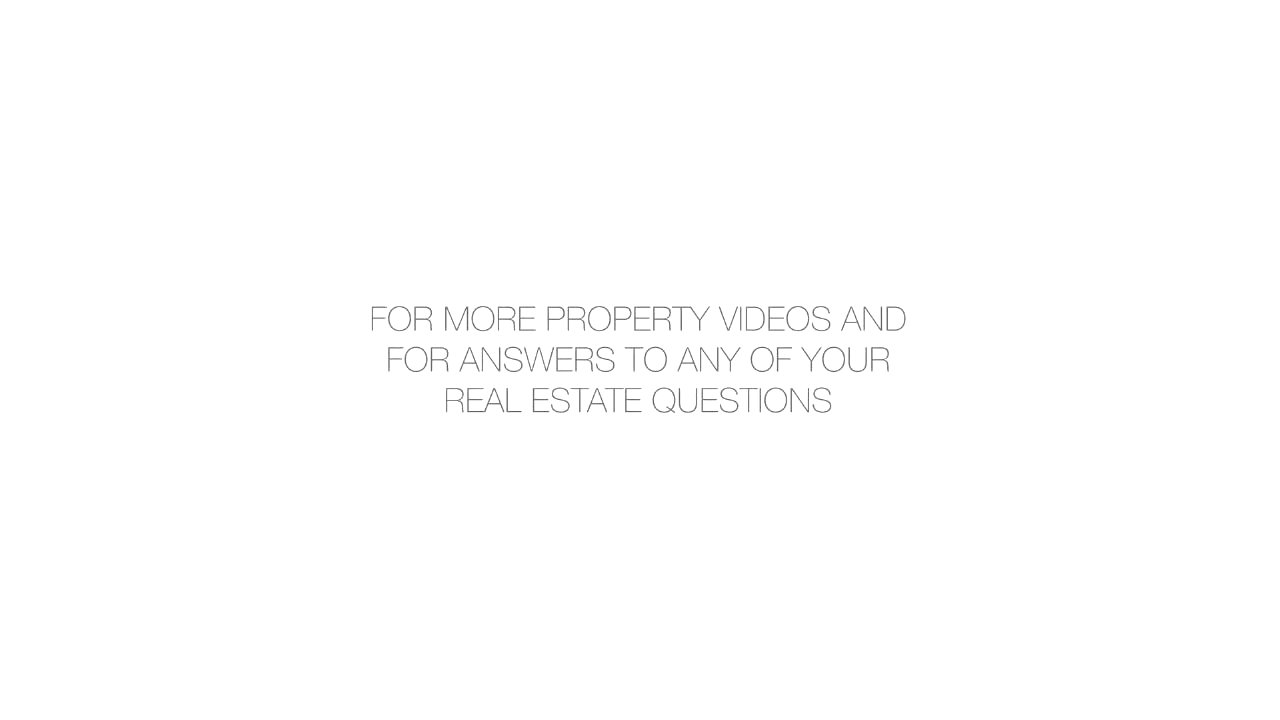 FOR MORE PROPERTY VIDEOS AND
FOR ANSWERS TO ANY OF YOUR
REAL ESTATE QUESTIONS